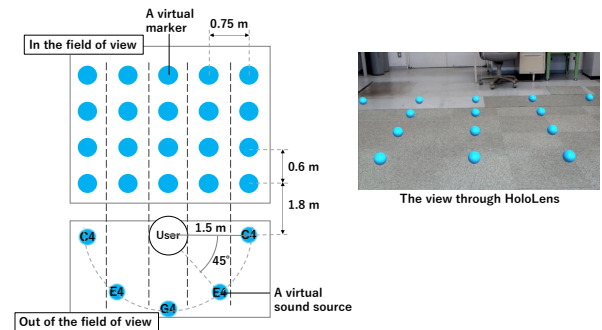 A virtual
marker
0.75 m
In the field of view
0.6 m
1.8 m
The view through HoloLens
User
1.5 m
C4
C4
45°
E4
E4
G4
A virtual
sound source
Out of the field of view